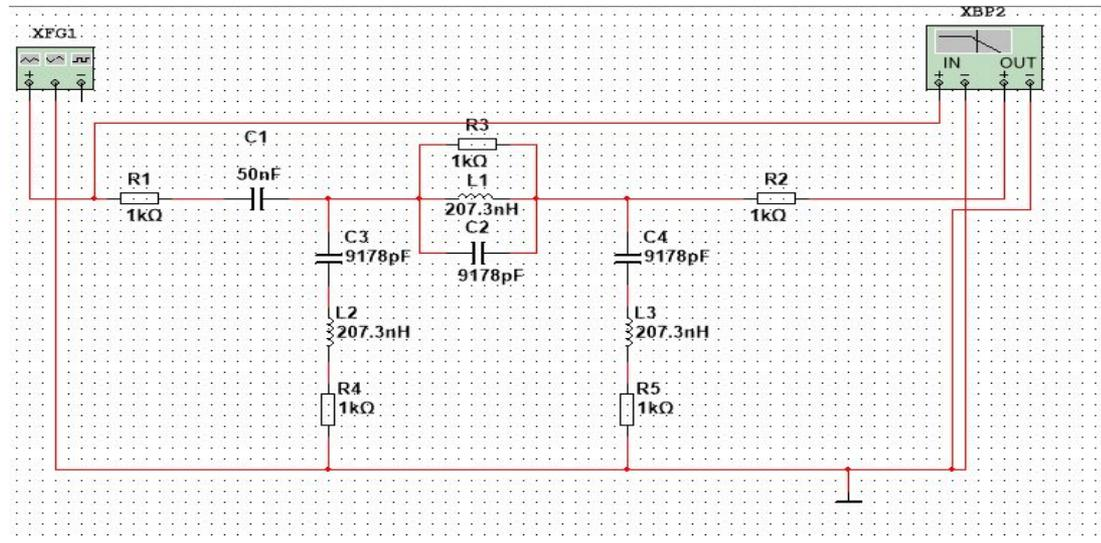 XFG1
XBP2
IN OUT
C1
50nF
R1
1kΩ
R3
1kΩ
L1
207.3nH
C2
9178pF
R2
1kΩ
C3
9178pF
C4
9178pF
L2
207.3nH
L3
207.3nH
R4
1kΩ
R5
1kΩ